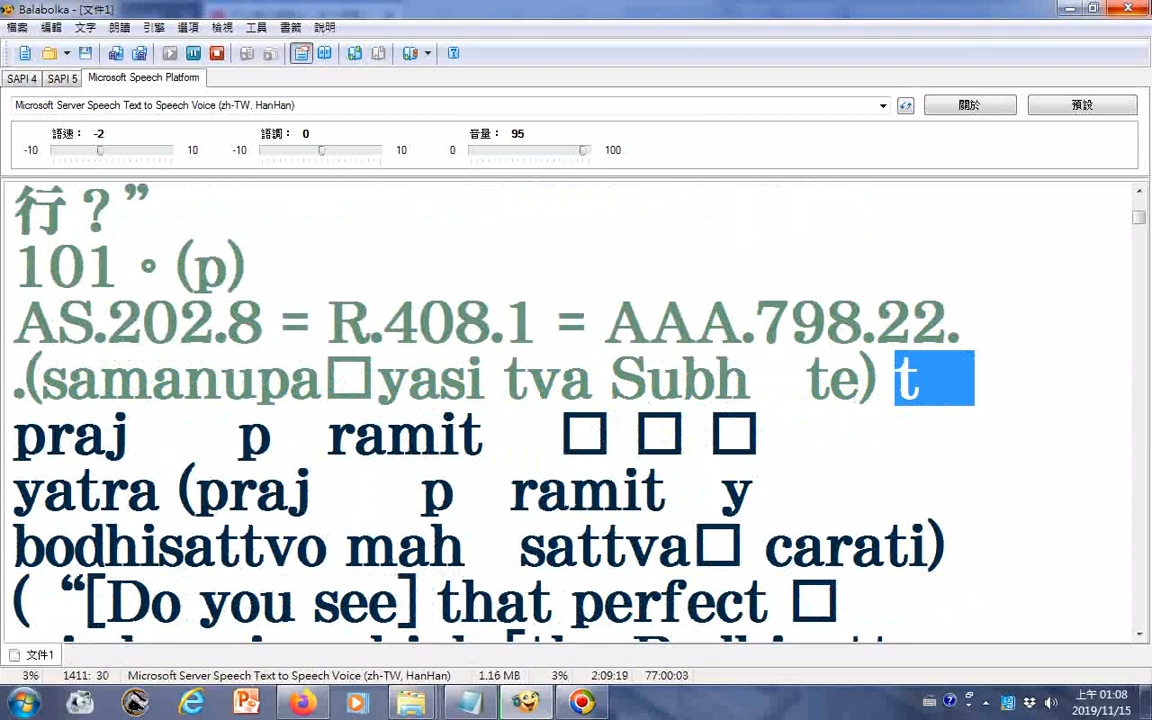 Balabolka - [文件1]
檔案 編輯 文字 朗讀 引擎 選項 檢視 工具 書籤 說明
SAPI 4 SAPI 5 Microsoft Speech Platform
Microsoft Server Speech Text to Speech Voice (zh-TW, HanHan) 關於 預設
語速： -2 語調： 0 音量： 95
-10 10 -10 10 0 100
行？”
101。(p)
AS.202.8 = R.408.1 = AAA.798.22.
.(samanupa□yasi tva Subh te) t
praj p ramit □ □ □
yatra (praj p ramit y
bodhisattvo mah sattva□ carati)
( “[Do you see] that perfect □
文件1
3% 1411: 30 Microsoft Server Speech Text to Speech Voice (zh-TW, HanHan) 1.16 MB 3% 2:09:19 77:00:03
上午 01:08
2019/11/15